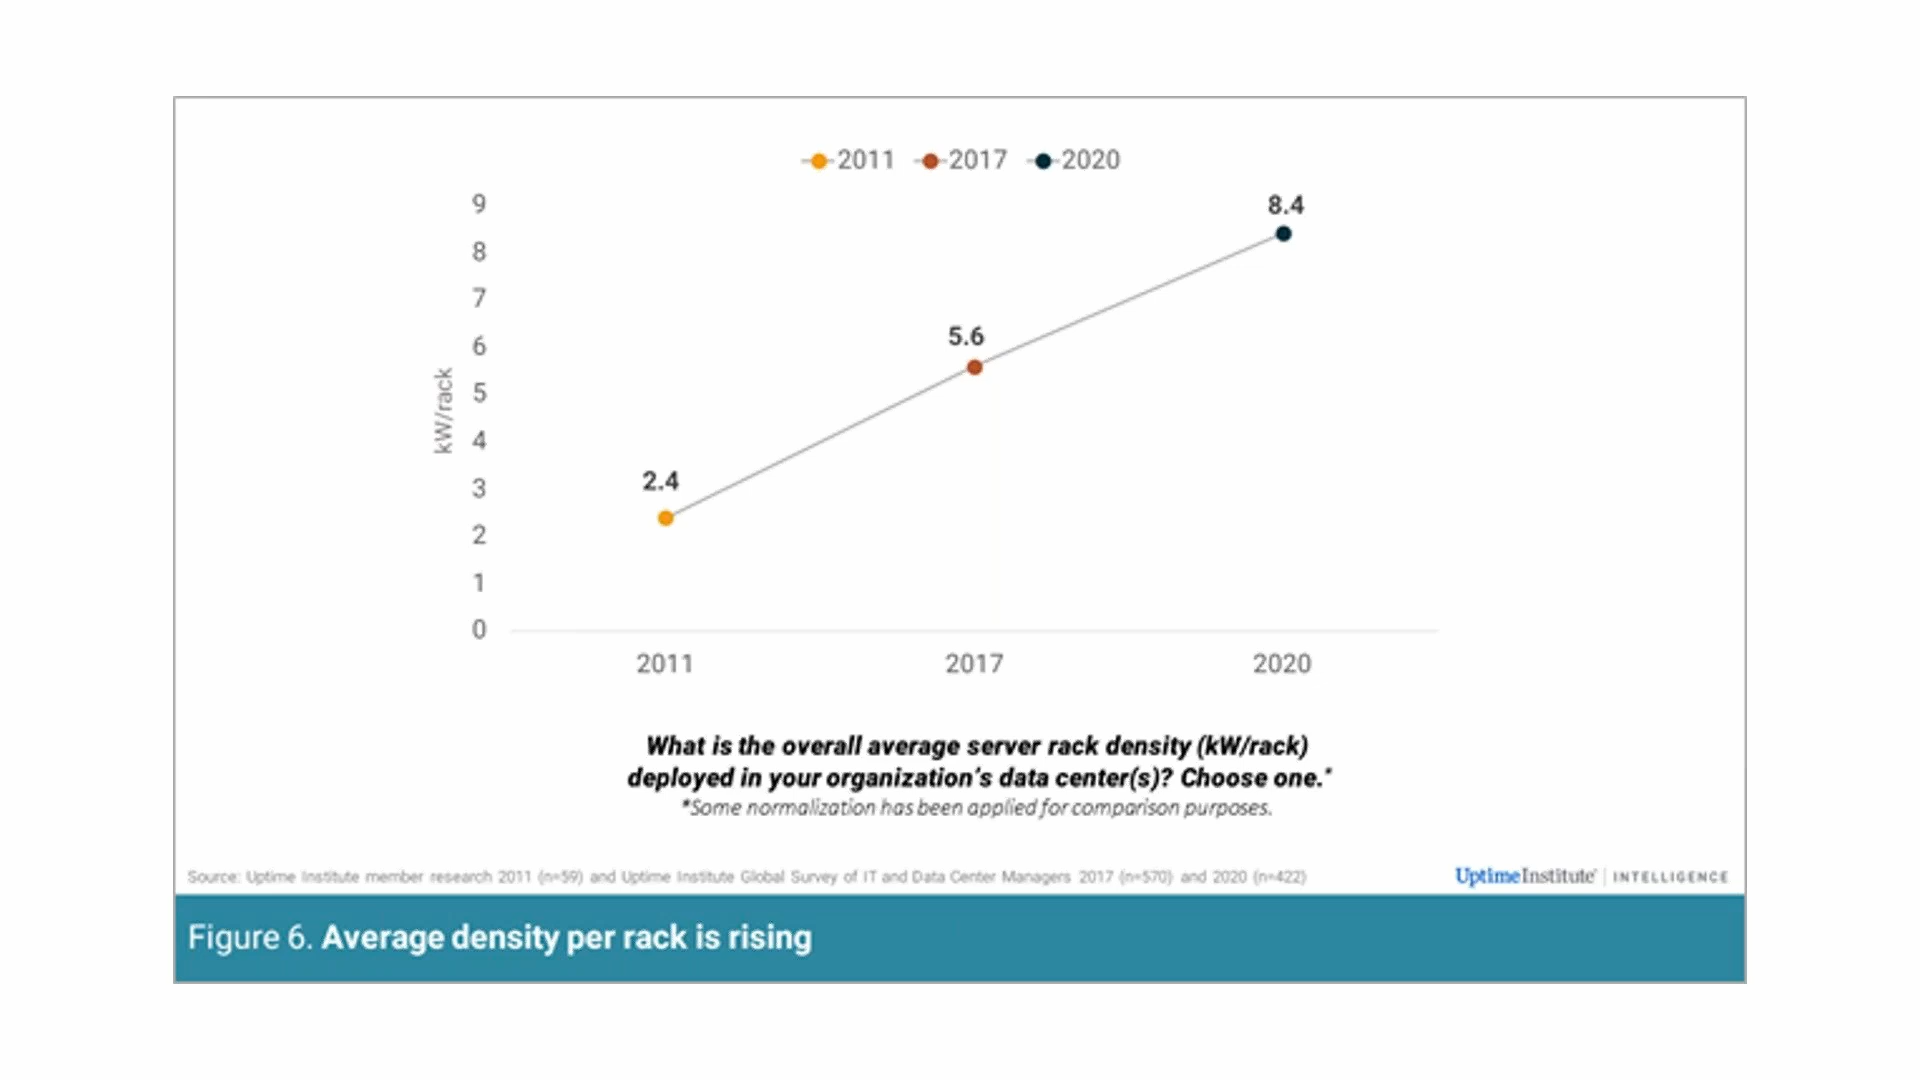 2011 2017 2020
9
8
7
6
5
4
3
2
1
0
kW/rack
2.4
5.6
8.4
2011 2017 2020
What is the overall average server rack density (kW/rack)
deployed in your organization's data center(s)? Choose one.*
*Some normalization has been applied for comparison purposes.
Source: Uptime Institute member research 2011 (n=59) and Uptime Institute Global Survey of IT and Data Center Managers 2017 (n=570) and 2020 (n=422)
UptimeInstitute® | INTELLIGENCE
Figure 6. Average density per rack is rising